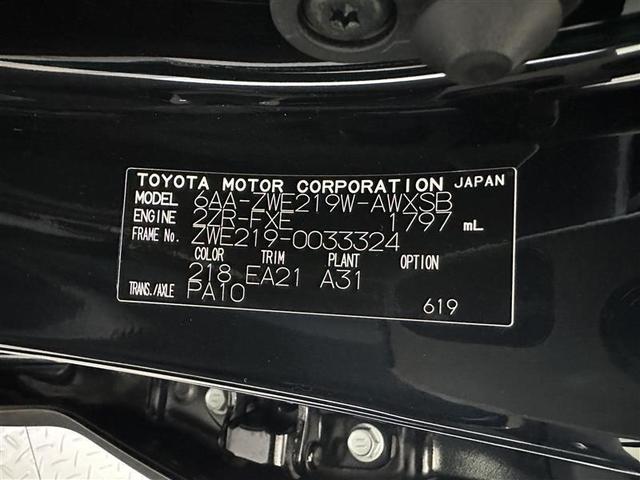 TOYOTA MOTOR CORPORATION JAPAN
MODEL 6AA-ZWE219W-AWXSB
ENGINE 2ZR-FXE 1797 mL
FRAME No. ZWE219-0033324
COLOR TRIM PLANT OPTION
218 EA21 A31
TRANS./AXLE PA10
619